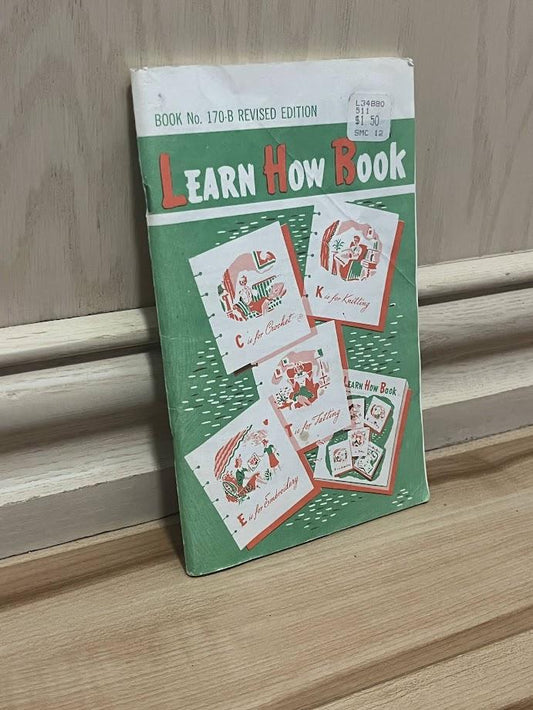 BOOK No. 170-B REVISED EDITION
L34880
511
$1 50
SMC 12
LEARN HOW BOOK
K is for Knitting
C is for Crochet
T is for Tatting
LEARN HOW BOOK
E is for Embroidery